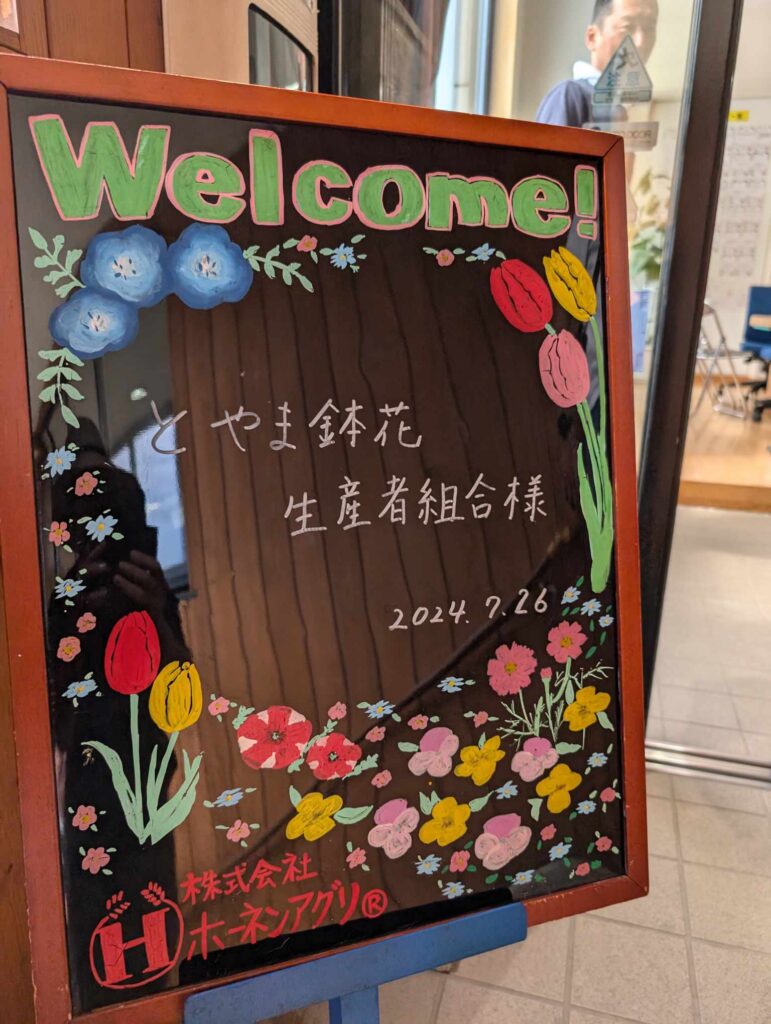 Welcome!
とやま鉢花
生産者組合様
2024.7.26
株式会社
H ホーネンアグリ®